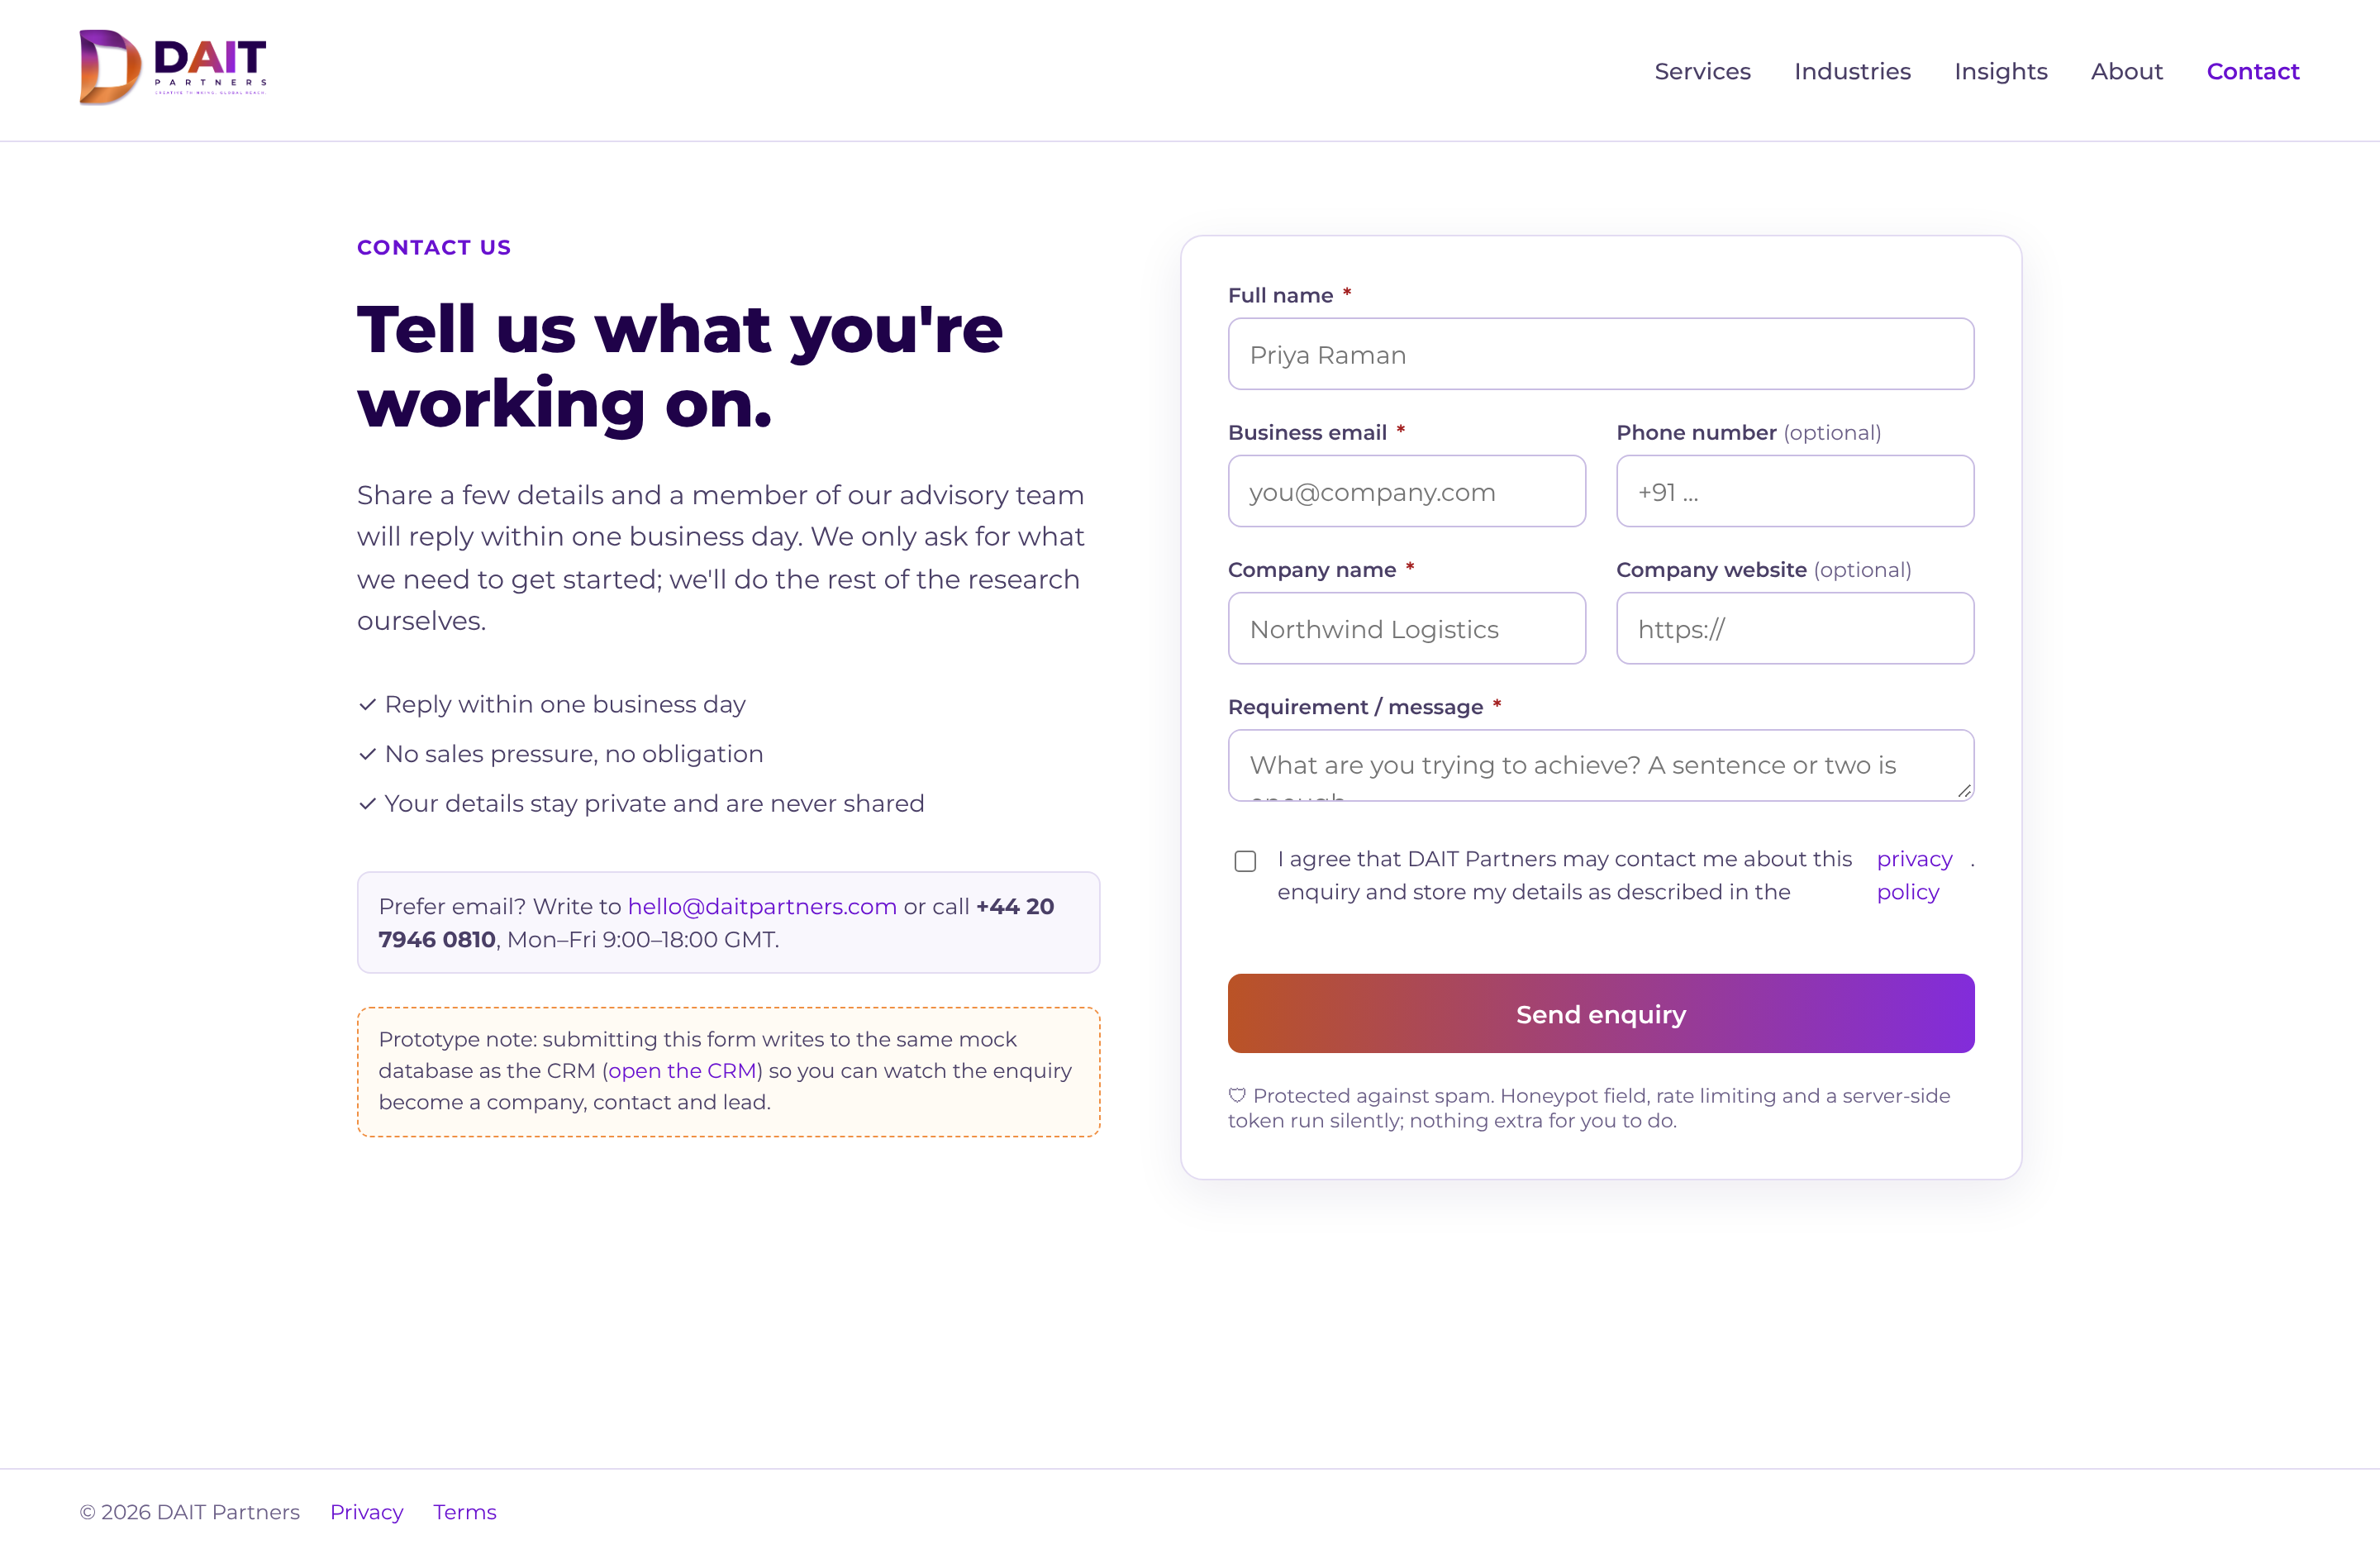 DAIT
PARTNERS
CREATIVE THINKING. GLOBAL REACH.
Services
Industries
Insights
About
Contact
CONTACT US
Tell us what you're
working on.
Share a few details and a member of our advisory team
will reply within one business day. We only ask for what
we need to get started; we'll do the rest of the research
ourselves.
✓ Reply within one business day
✓ No sales pressure, no obligation
✓ Your details stay private and are never shared
Prefer email? Write to hello@daitpartners.com or call +44 20
7946 0810, Mon–Fri 9:00–18:00 GMT.
Prototype note: submitting this form writes to the same mock
database as the CRM (open the CRM) so you can watch the enquiry
become a company, contact and lead.
Full name *
Priya Raman
Business email *
you@company.com
Phone number (optional)
+91 ...
Company name *
Northwind Logistics
Company website (optional)
https://
Requirement / message *
What are you trying to achieve? A sentence or two is
I agree that DAIT Partners may contact me about this
enquiry and store my details as described in the
privacy
policy
.
Send enquiry
🛡 Protected against spam. Honeypot field, rate limiting and a server-side
token run silently; nothing extra for you to do.
© 2026 DAIT Partners
Privacy
Terms